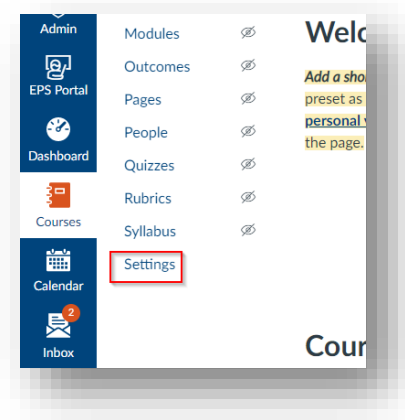 Admin
EPS Portal
Dashboard
Courses
Calendar
2
Inbox
Modules
Outcomes
Pages
People
Quizzes
Rubrics
Syllabus
Settings
Welc
Add a sho
preset as
personal
the page.
Cour